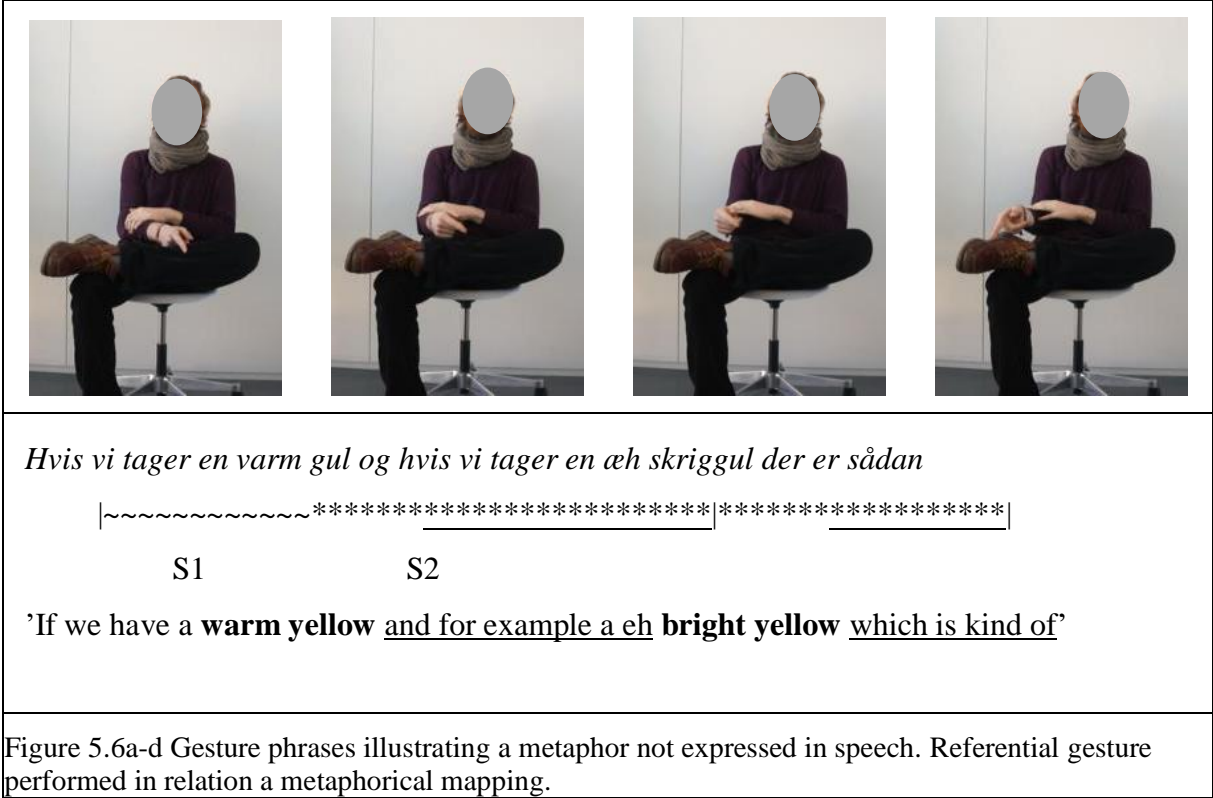 Hvis vi tager en varm gul og hvis vi tager en æh skriggul der er sådan
|~~~~~~~~~~~~*************************|******************|
S1 S2
’If we have a warm yellow and for example a eh bright yellow which is kind of’
Figure 5.6a-d Gesture phrases illustrating a metaphor not expressed in speech. Referential gesture
performed in relation a metaphorical mapping.